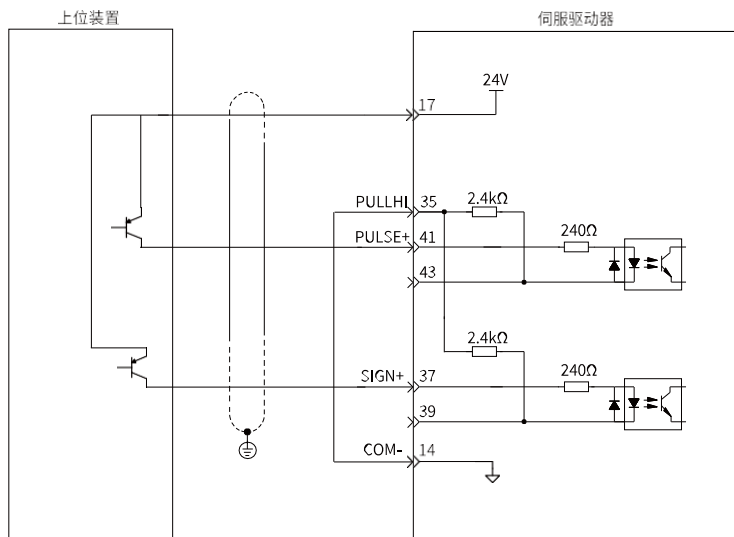 上位装置
伺服驱动器
24V
17
PULLHI
35
2.4kΩ
PULSE+
41
240Ω
43
2.4kΩ
SIGN+
37
240Ω
39
COM-
14